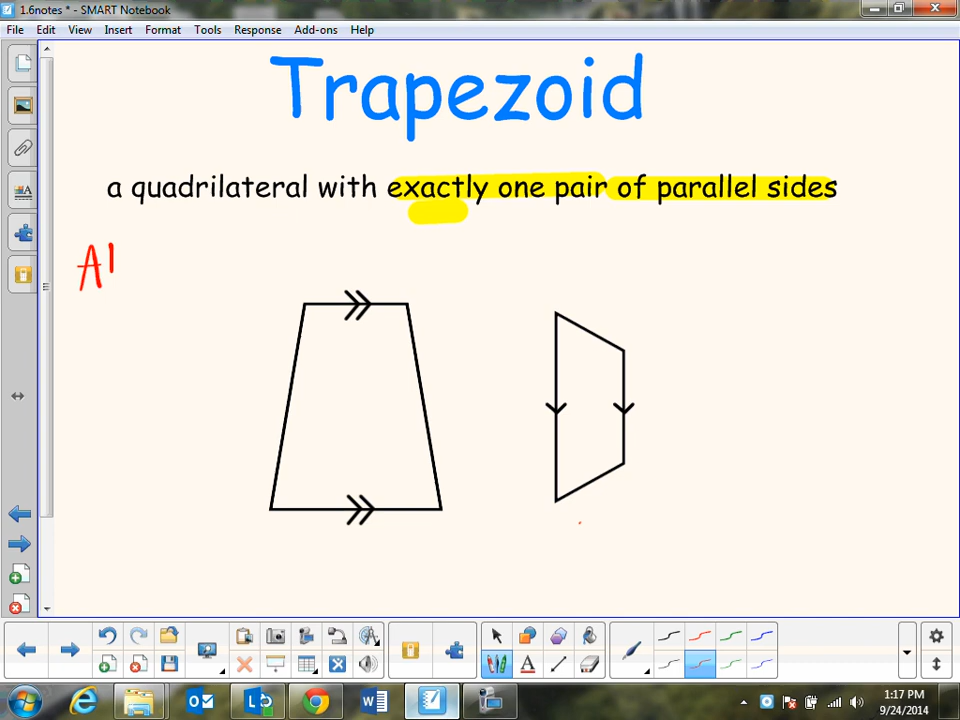 1.6notes * - SMART Notebook
File Edit View Insert Format Tools Response Add-ons Help
Trapezoid
a quadrilateral with exactly one pair of parallel sides
A
1:17 PM
9/24/2014